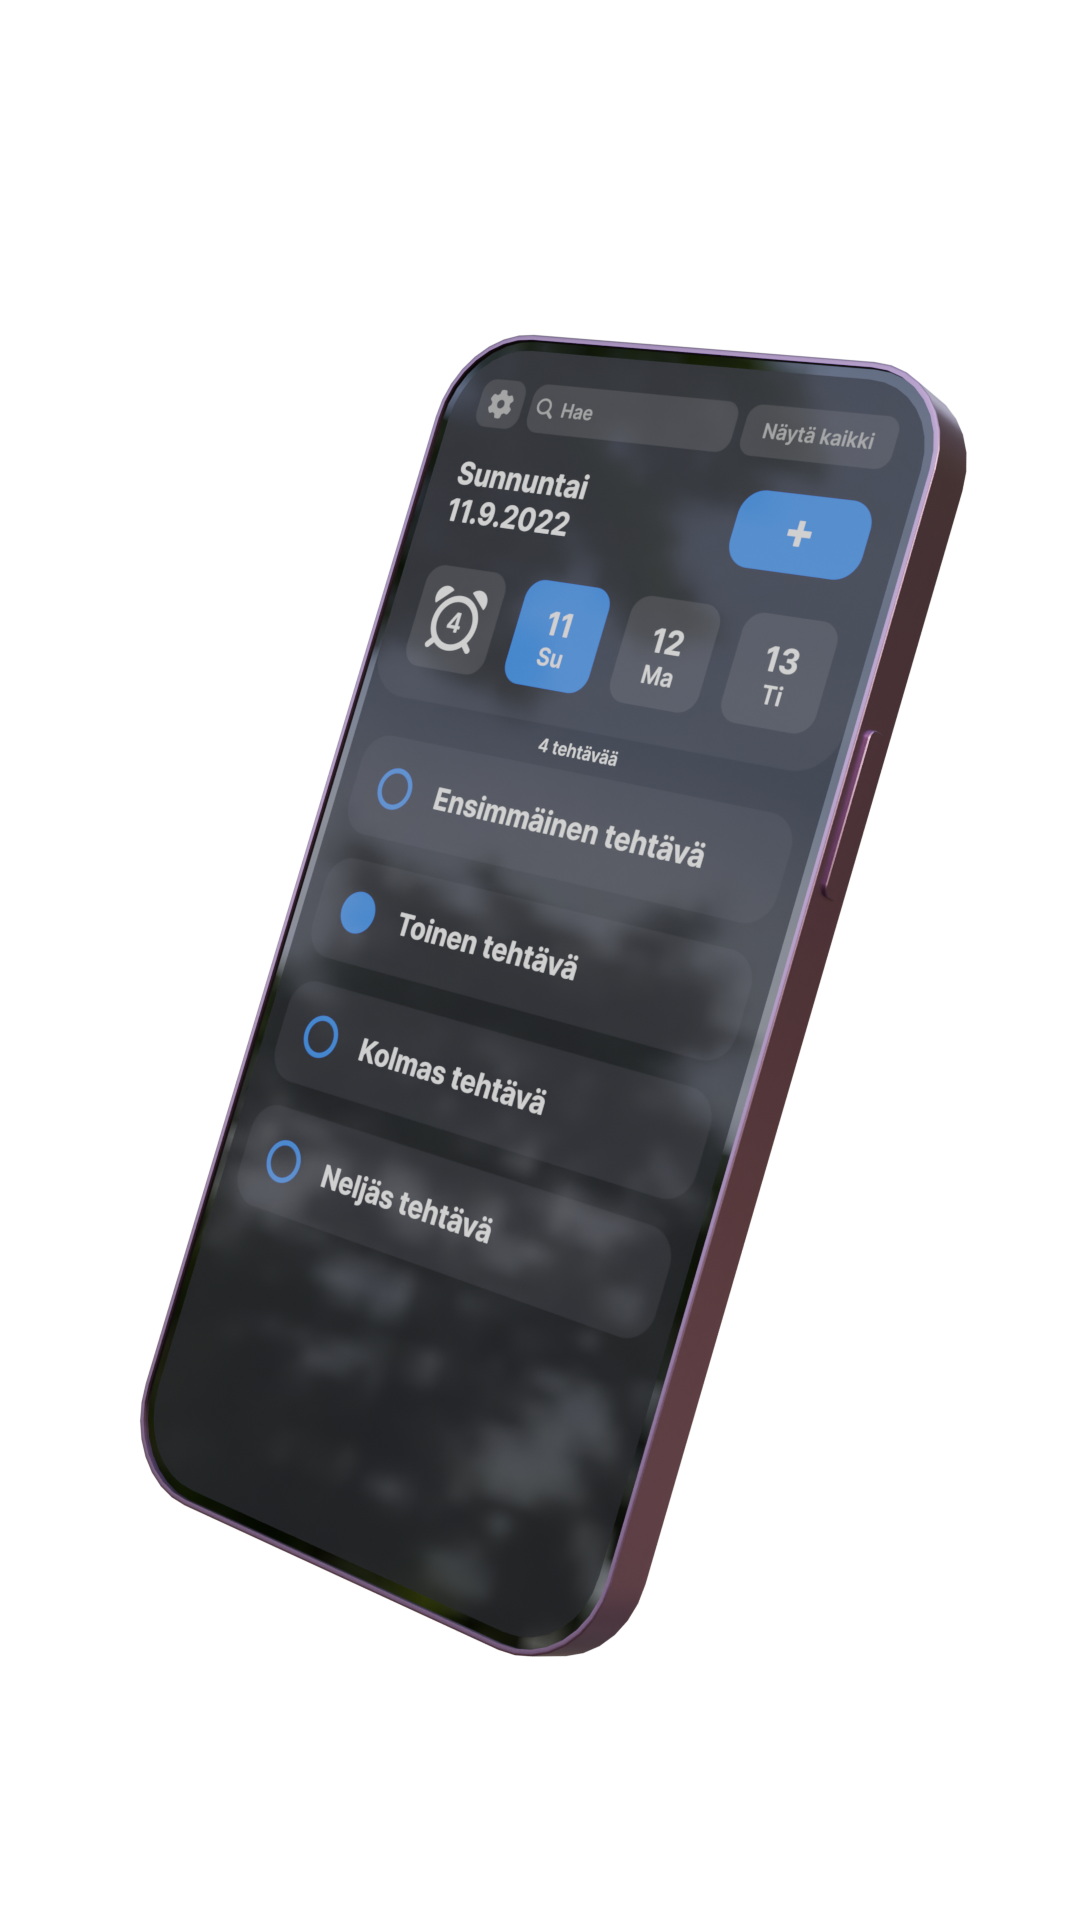 Hae
Näytä kaikki
Sunnuntai
11.9.2022
+
4
11
Su
12
Ma
13
Ti
4 tehtävää
Ensimmäinen tehtävä
Toinen tehtävä
Kolmas tehtävä
Neljäs tehtävä